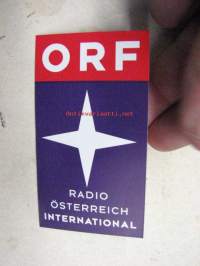 ORF
RADIO
ÖSTERREICH
INTERNATIONAL